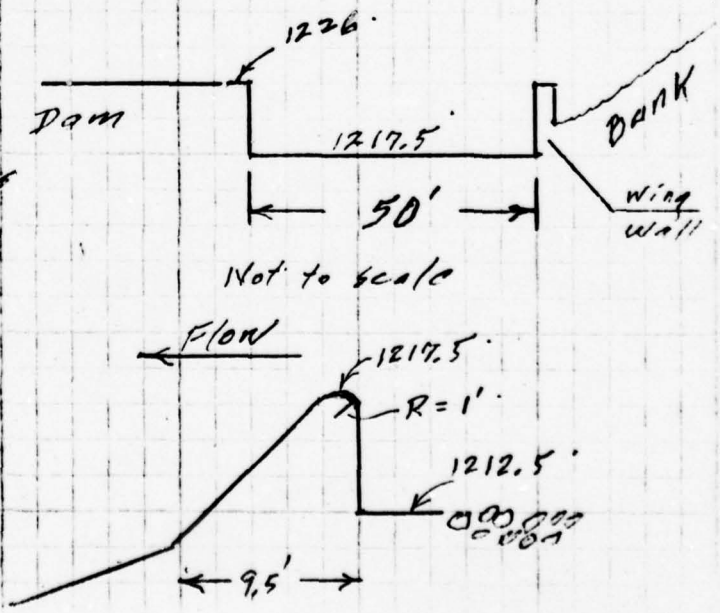 1226.
Dam
1217.5
BANK
50'
Wing
Wall
Not to scale
Flow
1217.5
R = 1'
1212.5
9.5'